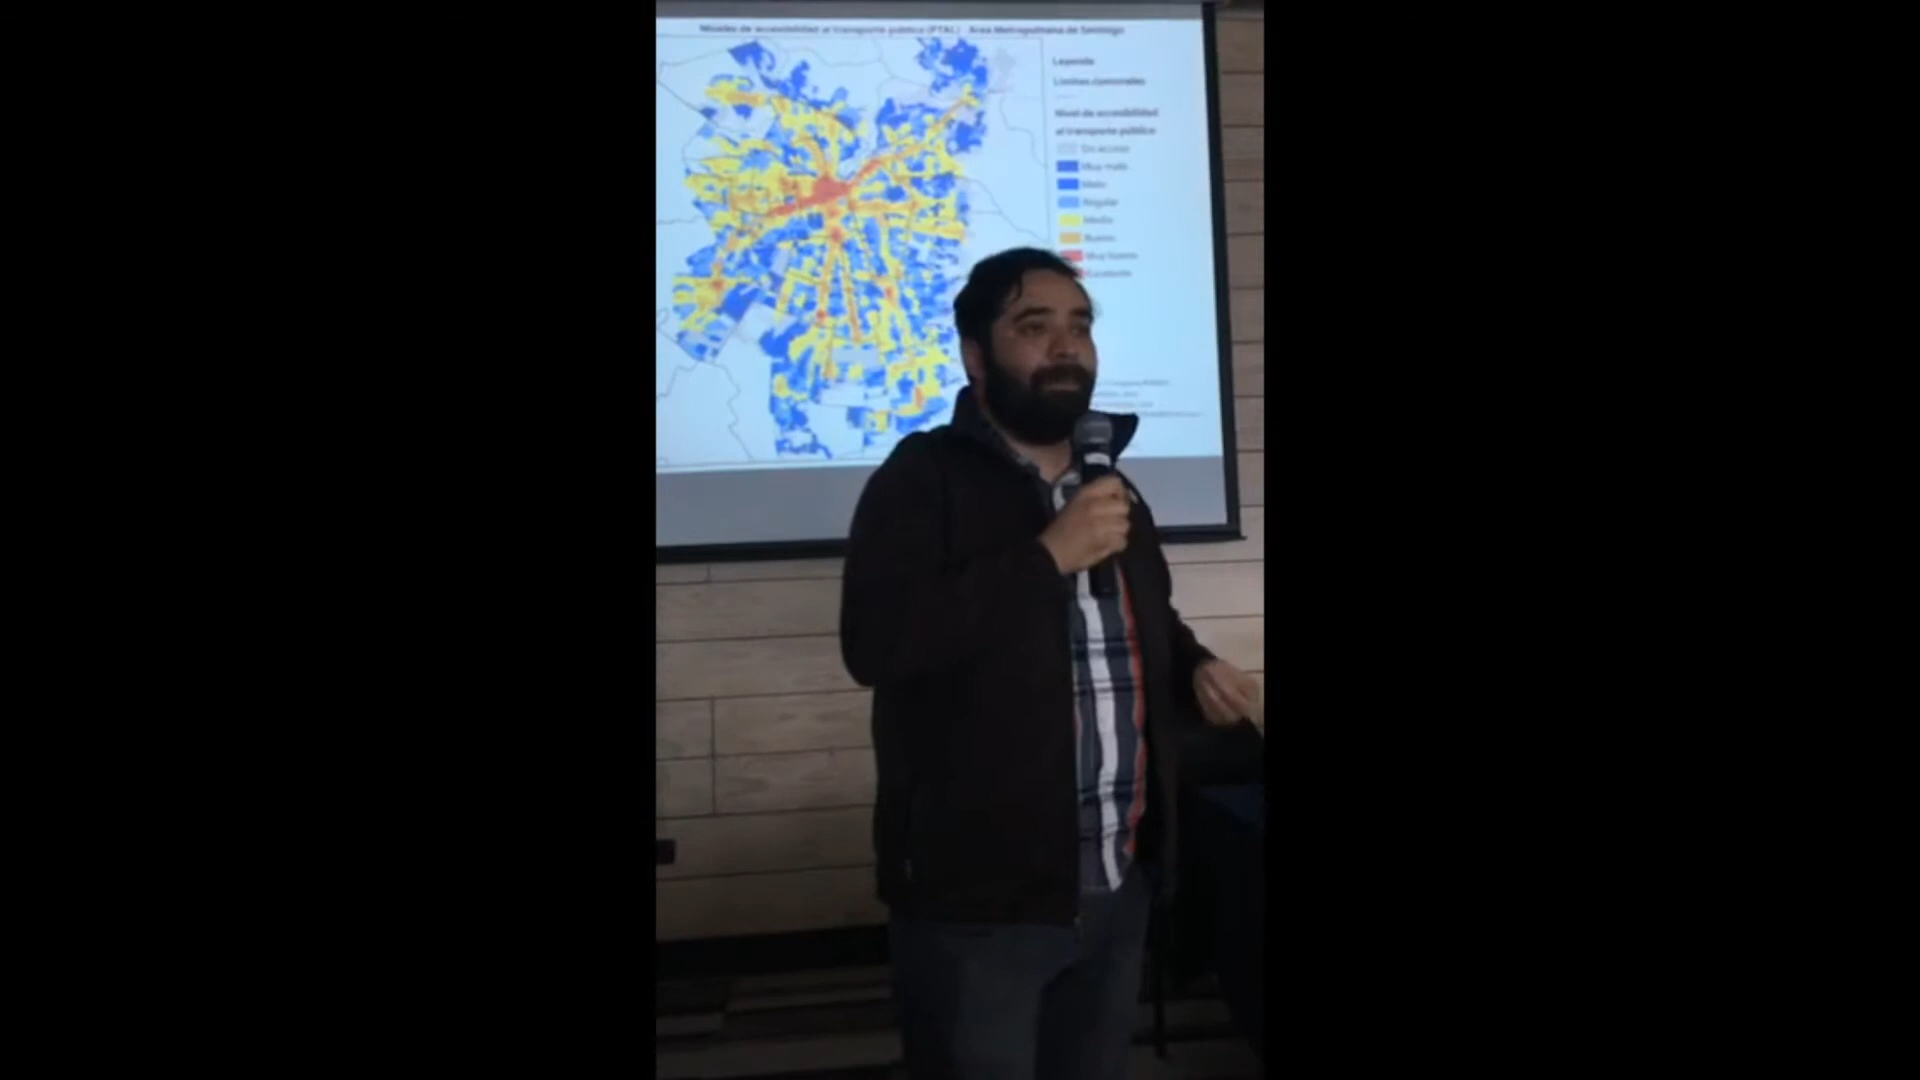 Niveles de accesibilidad al transporte público (PTAL) - Area Metropolitana de Santiago
Leyenda
Límites comunales
Nivel de accesibilidad
al transporte público
Sin acceso
Muy malo
Malo
Regular
Medio
Bueno
Muy bueno
Excelente